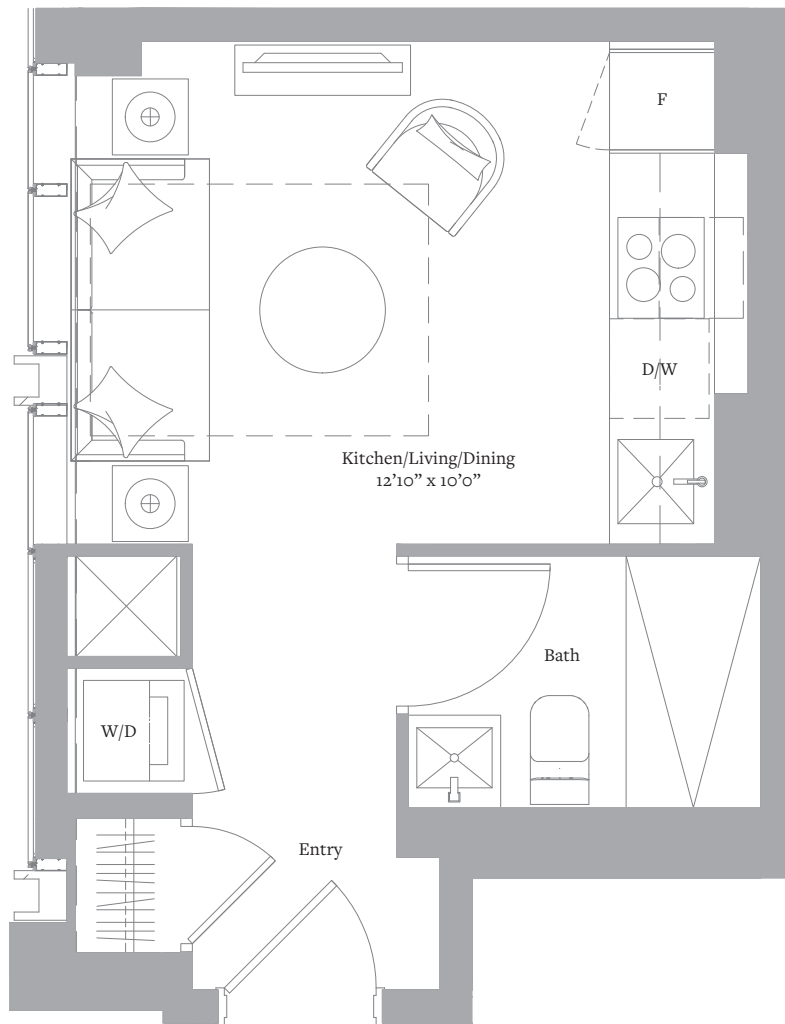 F
D/W
Kitchen/Living/Dining
12’10” x 10’0”
Bath
W/D
Entry